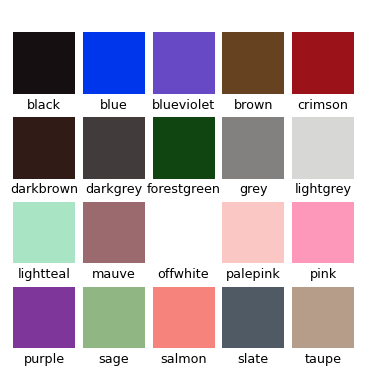 black blue blueviolet brown crimson
darkbrown darkgrey forestgreen grey lightgrey
lightteal mauve offwhite palepink pink
purple sage salmon slate taupe